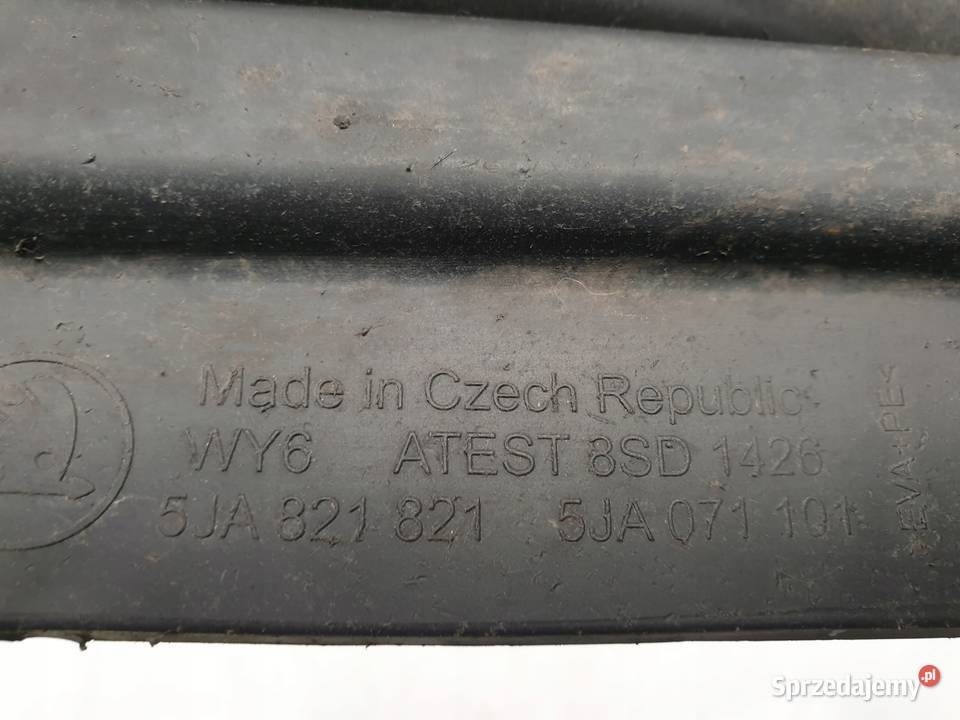 Made in Czech Republic
WY6 ATEST 8SD 1426
5JA 821 821 5JA 071 101
>EVA+PE<
Sprzedajemy.pl